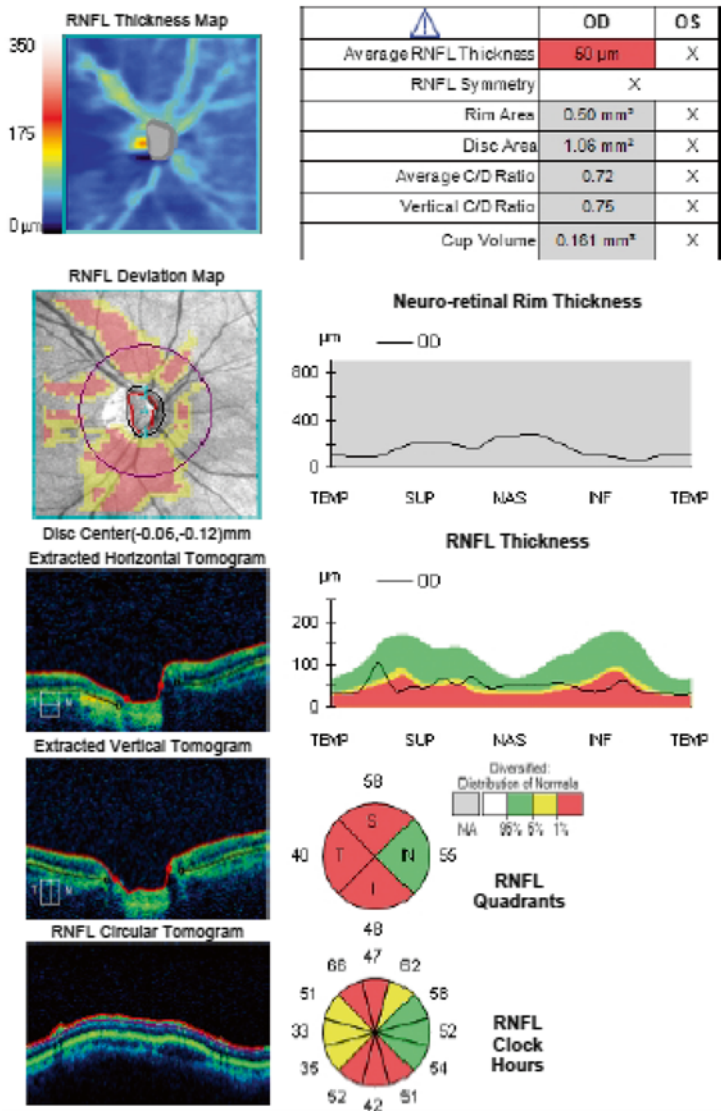 RNFL Thickness Map
350
175
0 µm
OD OS
Average RNFL Thickness 50 µm X
RNFL Symmetry X
Rim Area 0.50 mm² X
Disc Area 1.06 mm² X
Average C/D Ratio 0.72 X
Vertical C/D Ratio 0.75 X
Cup Volume 0.161 mm³ X
RNFL Deviation Map
Disc Center(-0.06,-0.12)mm
Neuro-retinal Rim Thickness
µm OD
800
400
0
TEMP SUP NAS INF TEMP
Extracted Horizontal Tomogram
T N
RNFL Thickness
µm OD
200
100
0
TEMP SUP NAS INF TEMP
Extracted Vertical Tomogram
T N
Diversified:
Distribution of Normals
NA 95% 5% 1%
58
S
40 T N 55
I
48
RNFL
Quadrants
RNFL Circular Tomogram
47
66 62
51 58
33 52
35 54
52 51
42
RNFL
Clock
Hours